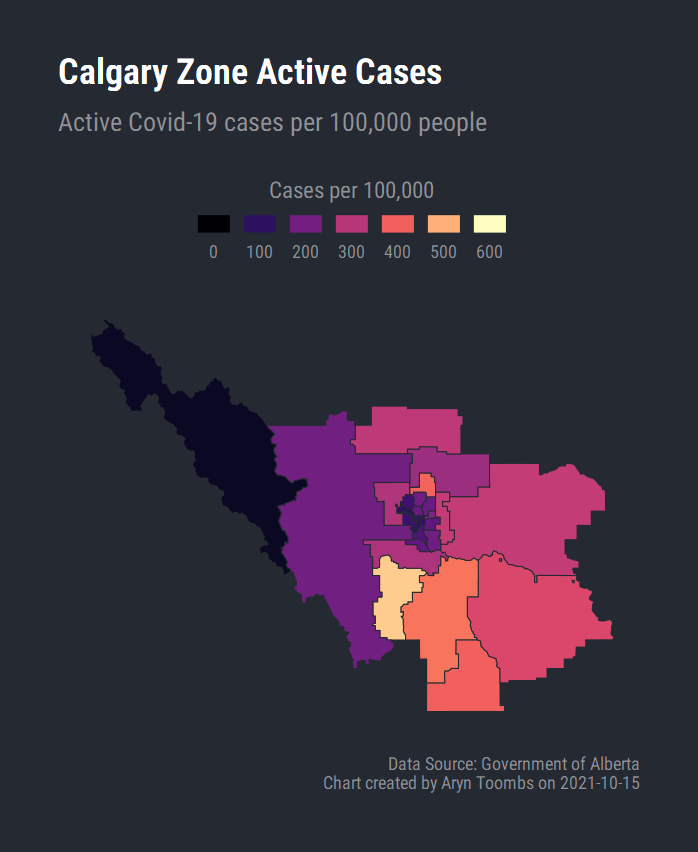 Calgary Zone Active Cases
Active Covid-19 cases per 100,000 people
Cases per 100,000
0 100 200 300 400 500 600
Data Source: Government of Alberta
Chart created by Aryn Toombs on 2021-10-15